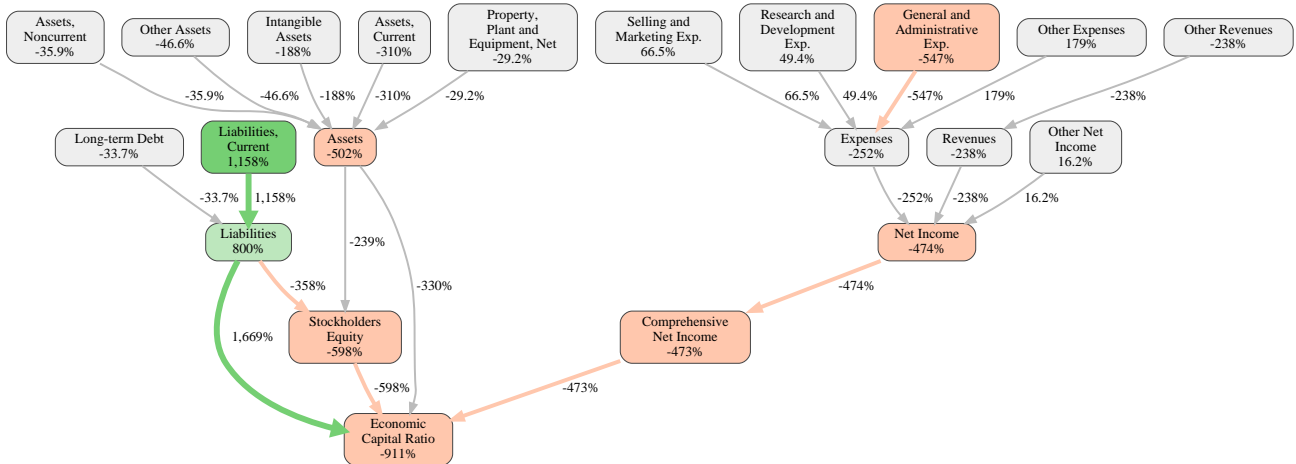 Assets,
Noncurrent
-35.9%
Other Assets
-46.6%
Intangible
Assets
-188%
Assets,
Current
-310%
Property,
Plant and
Equipment, Net
-29.2%
Selling and
Marketing Exp.
66.5%
Research and
Development
Exp.
49.4%
General and
Administrative
Exp.
-547%
Other Expenses
179%
Other Revenues
-238%
-35.9%
-46.6%
-188%
-310%
-29.2%
66.5%
49.4%
-547%
179%
-238%
Long-term Debt
-33.7%
Liabilities,
Current
1,158%
Assets
-502%
Expenses
-252%
Revenues
-238%
Other Net
Income
16.2%
-33.7%
1,158%
-252%
-238%
16.2%
Liabilities
800%
-239%
Net Income
-474%
-358%
-330%
-474%
1,669%
Stockholders
Equity
-598%
Comprehensive
Net Income
-473%
-598%
-473%
Economic
Capital Ratio
-911%